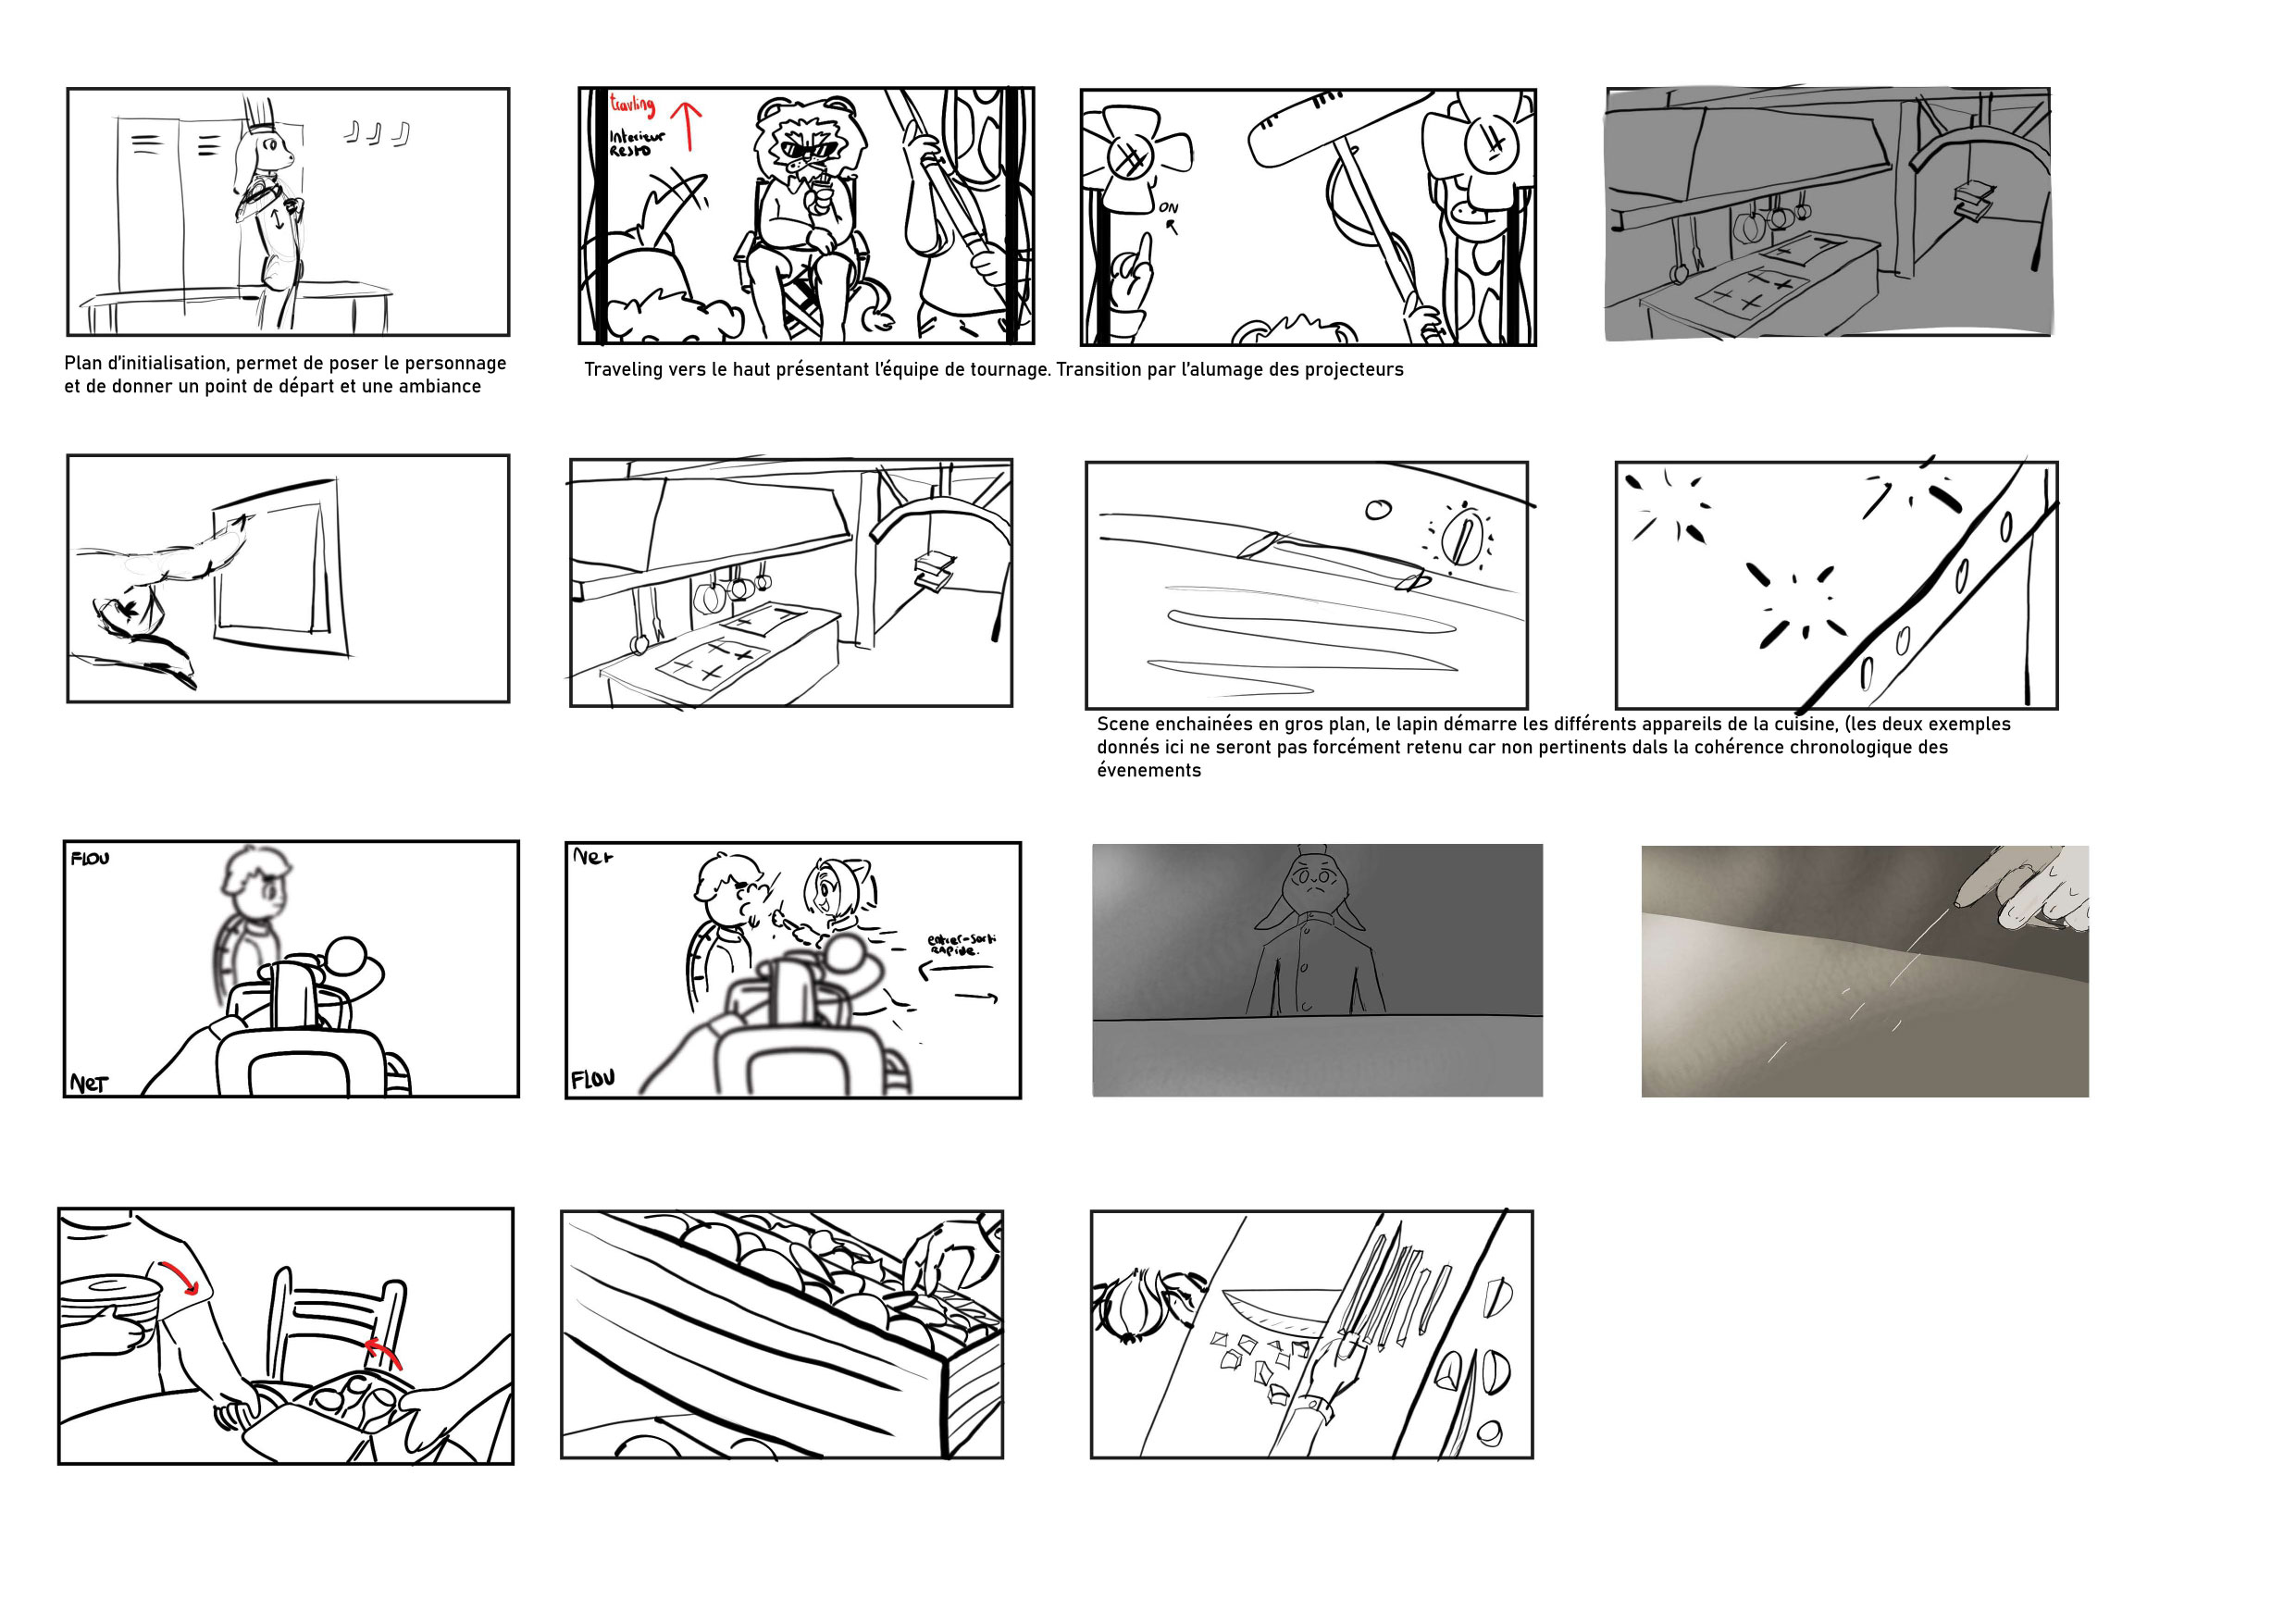 travling
Interieur
RESTO
ON
Plan d'initialisation, permet de poser le personnage
et de donner un point de départ et une ambiance
Traveling vers le haut présentant l'équipe de tournage. Transition par l'alumage des projecteurs
Scene enchainées en gros plan, le lapin démarre les différents appareils de la cuisine, (les deux exemples
donnés ici ne seront pas forcément retenu car non pertinents dals la cohérence chronologique des
évenements
FLOU
NET
Net
entrer-sorti
RAPIDE.
FLOU